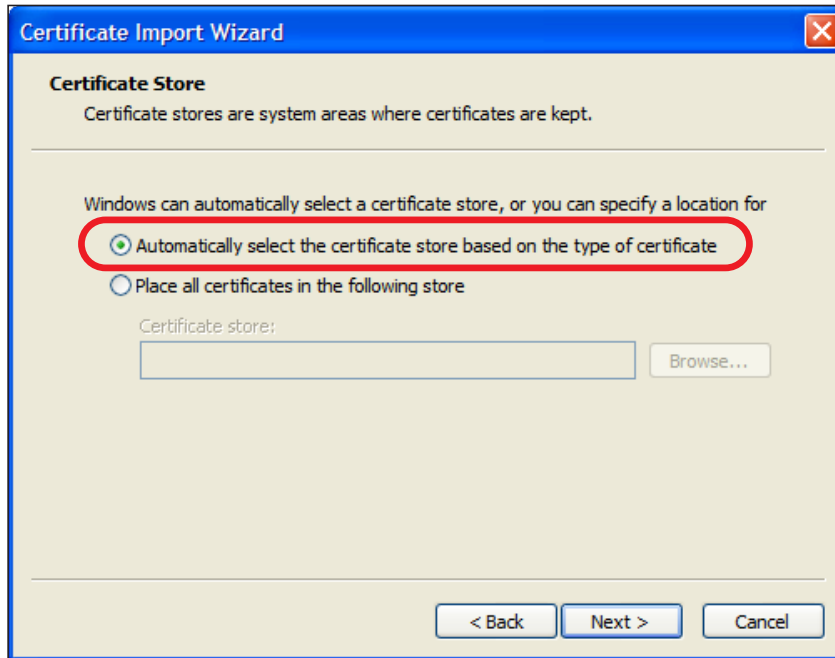 Certificate Import Wizard
Certificate Store
Certificate stores are system areas where certificates are kept.
Windows can automatically select a certificate store, or you can specify a location for
Automatically select the certificate store based on the type of certificate
Place all certificates in the following store
Certificate store:
Browse...
< Back Next > Cancel